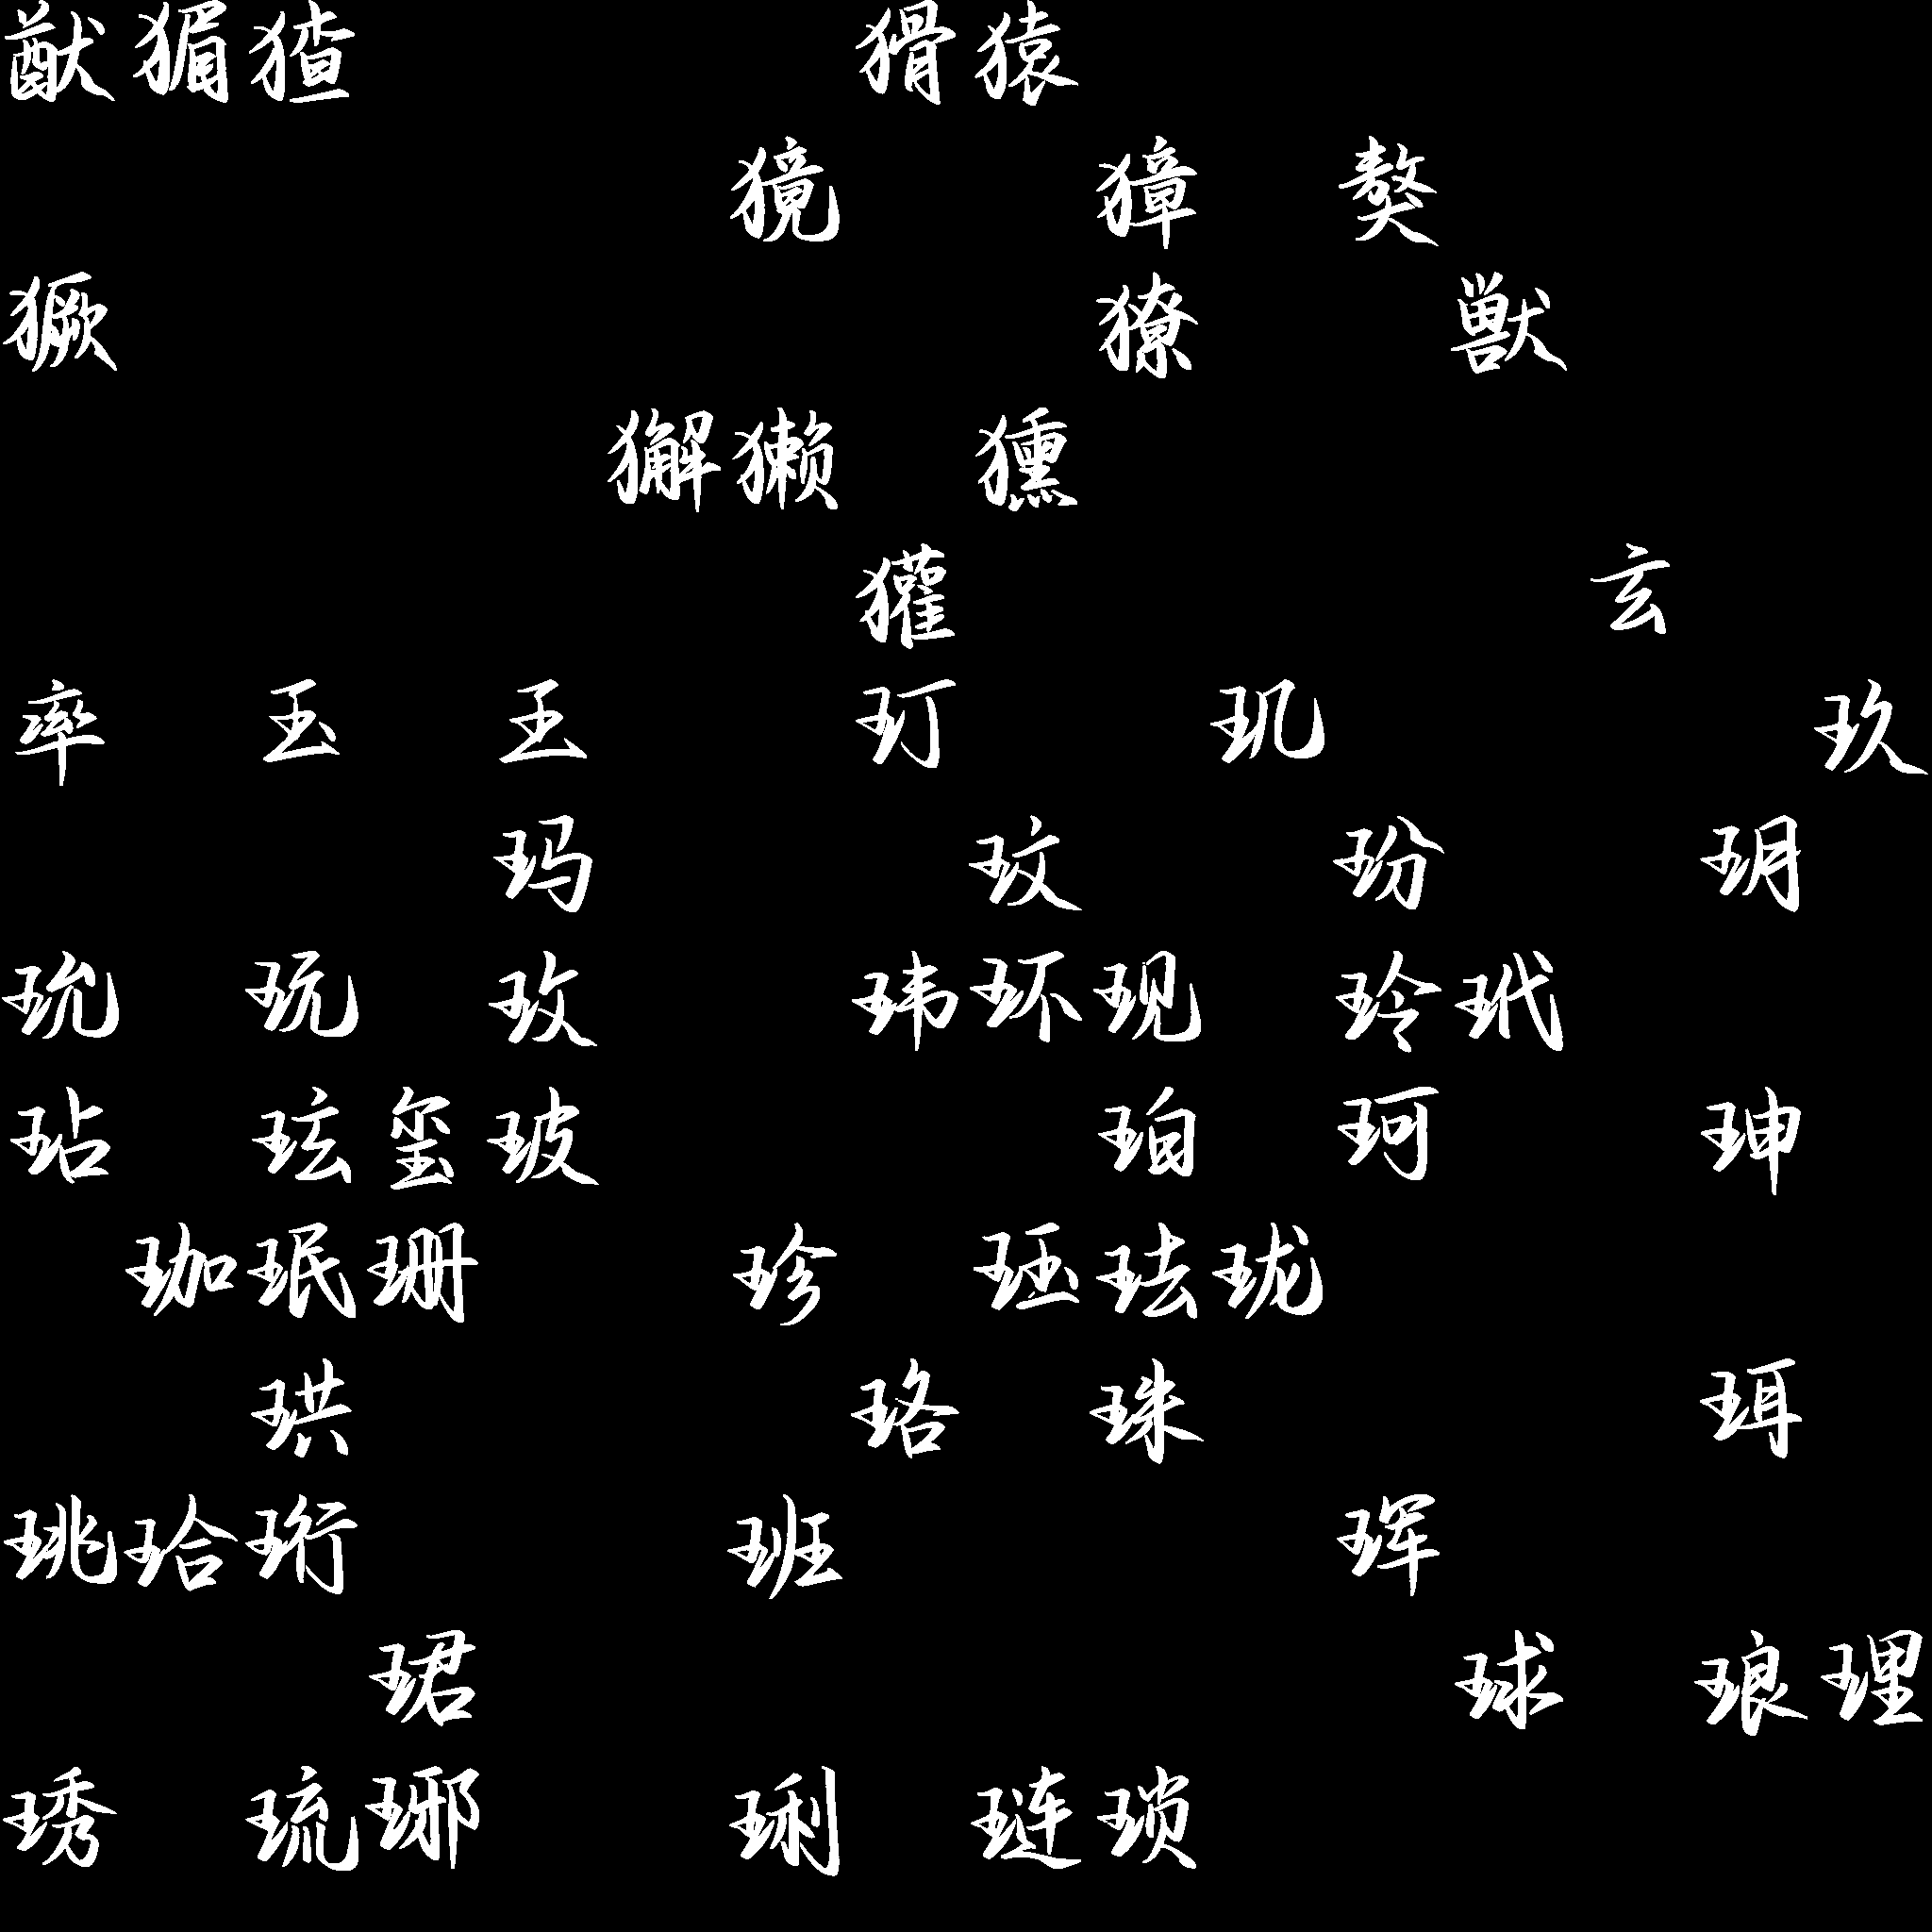 猷猸猹 猾猿
獍 獐 獒
獗 獠 獣
獬獭 獯
獾 玄
率 玉 王 玎 玑 玖
玛 玟 玢 玥
玧 玩 玫 玮环现 玲玳
玷 玹玺玻 珀 珂 珅
珈珉珊 珍 珏珐珑
珙 珞 珠 珥
珧珨珩 班 珲
珺 球 琅理
琇 琉琊 琍 琏琐